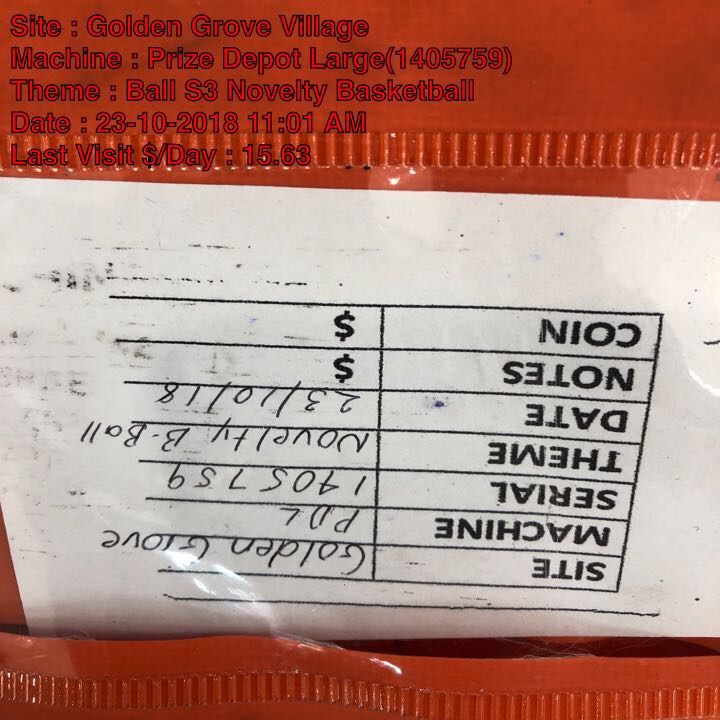 Site : Golden Grove Village
Machine : Prize Depot Large(1405759)
Theme : Ball S3 Novelty Basketball
Date : 23-10-2018 11:01 AM
Last Visit $/Day : 15.63
SITE Golden Grove
MACHINE P.D.L
SERIAL 1405759
THEME Novelty B-Ball
DATE 23/10/18
NOTES $
COIN $